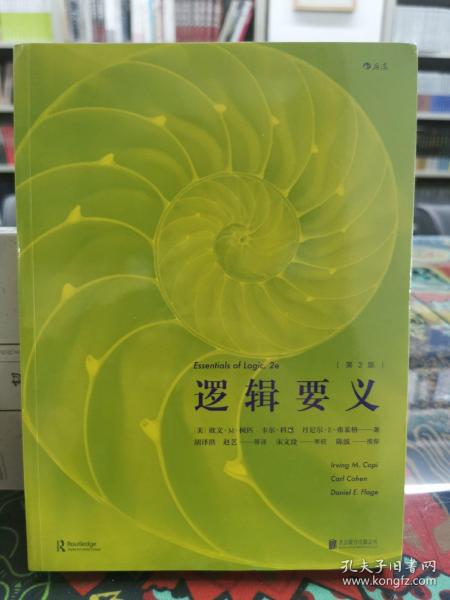 后浪
Essentials of Logic, 2e
(第2版)
逻辑要义
[美]欧文·M·柯匹 卡尔·科恩 丹尼尔·E·弗莱格——著
胡泽洪 赵艺——等译 宋文淦——审校 陈波——推荐
Irving M. Copi
Carl Cohen
Daniel E. Flage
Routledge
北京联合出版公司
孔夫子旧书网
www.kongfz.com